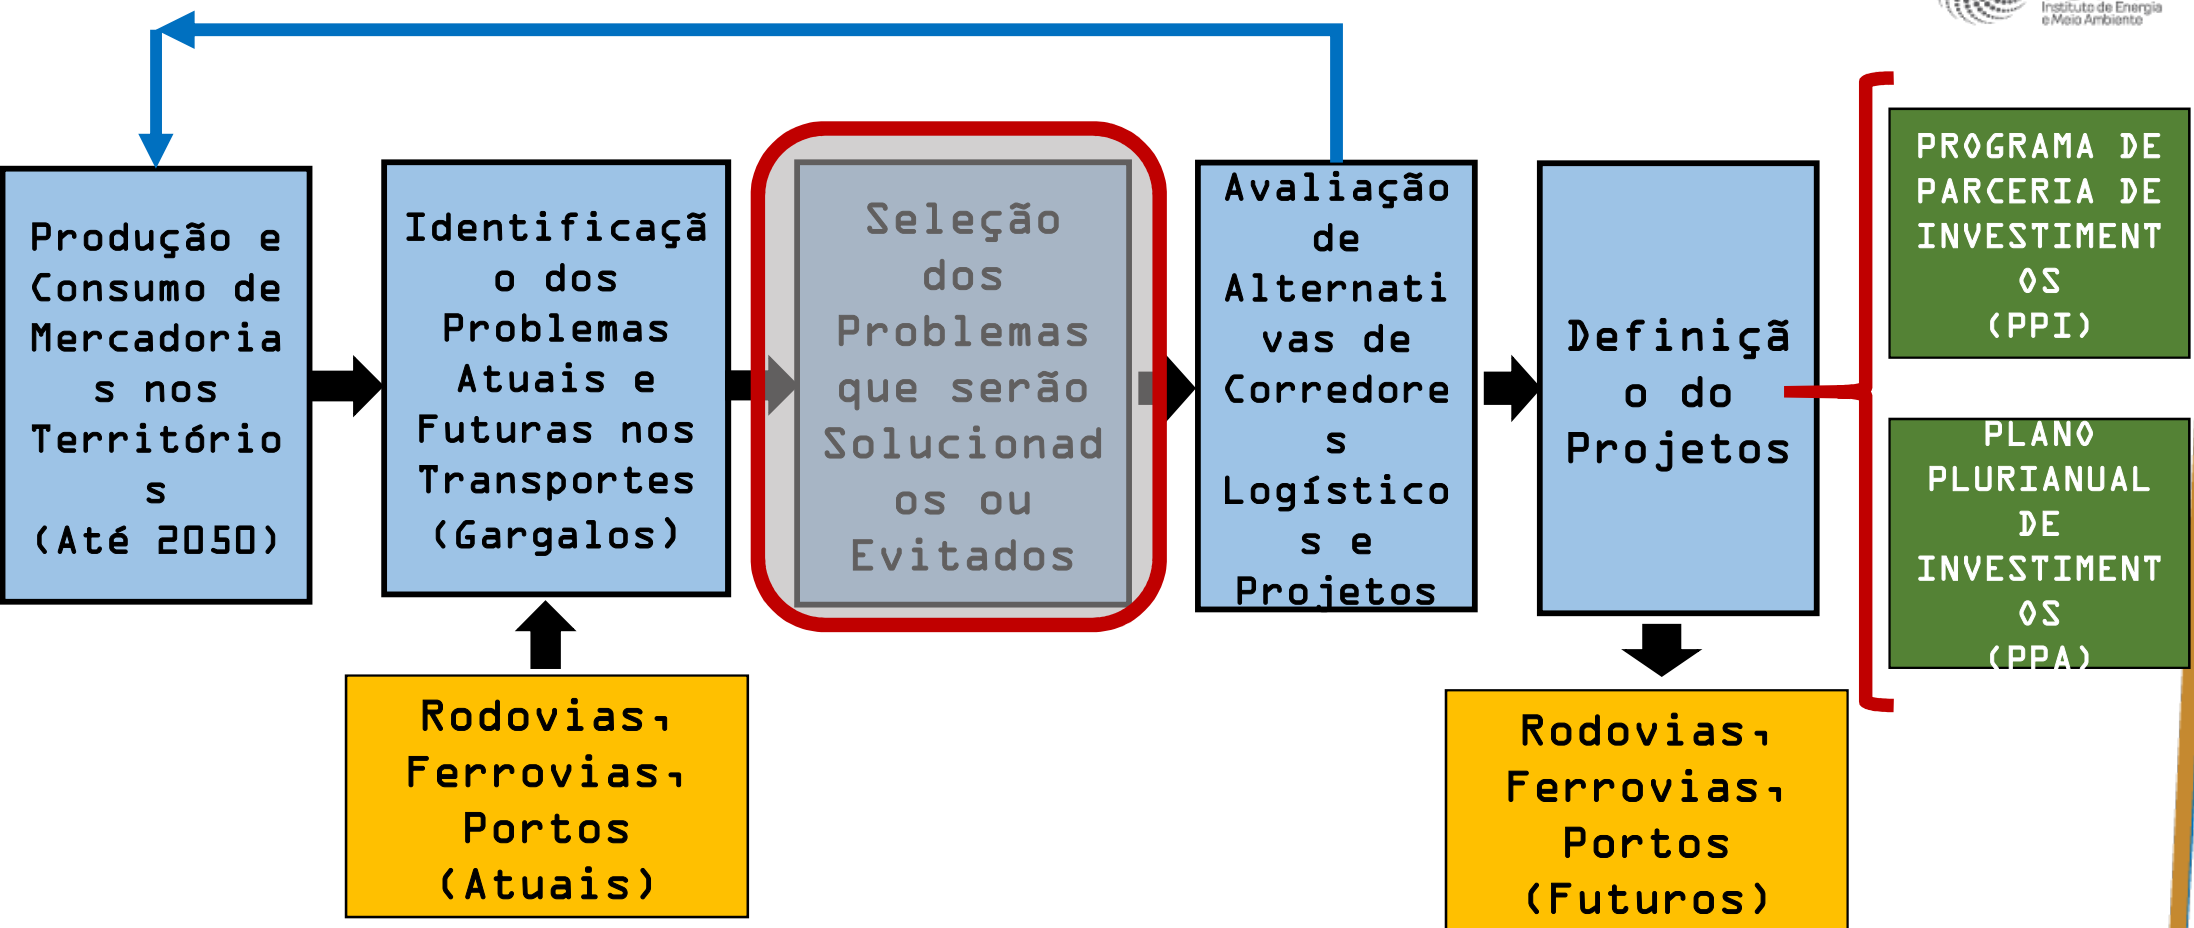 Instituto de Energia
e Meio Ambiente
Produção e
Consumo de
Mercadoria
s nos
Território
s
(Até 2050)
Identificaçã
o dos
Problemas
Atuais e
Futuras nos
Transportes
(Gargalos)
Seleção
dos
Problemas
que serão
Solucionad
os ou
Evitados
Avaliação
de
Alternati
vas de
Corredore
s
Logístico
s e
Projetos
Definiçã
o do
Projetos
PROGRAMA DE
PARCERIA DE
INVESTIMENT
OS
(PPI)
PLANO
PLURIANUAL
DE
INVESTIMENT
OS
(PPA)
Rodovias,
Ferrovias,
Portos
(Atuais)
Rodovias,
Ferrovias,
Portos
(Futuros)